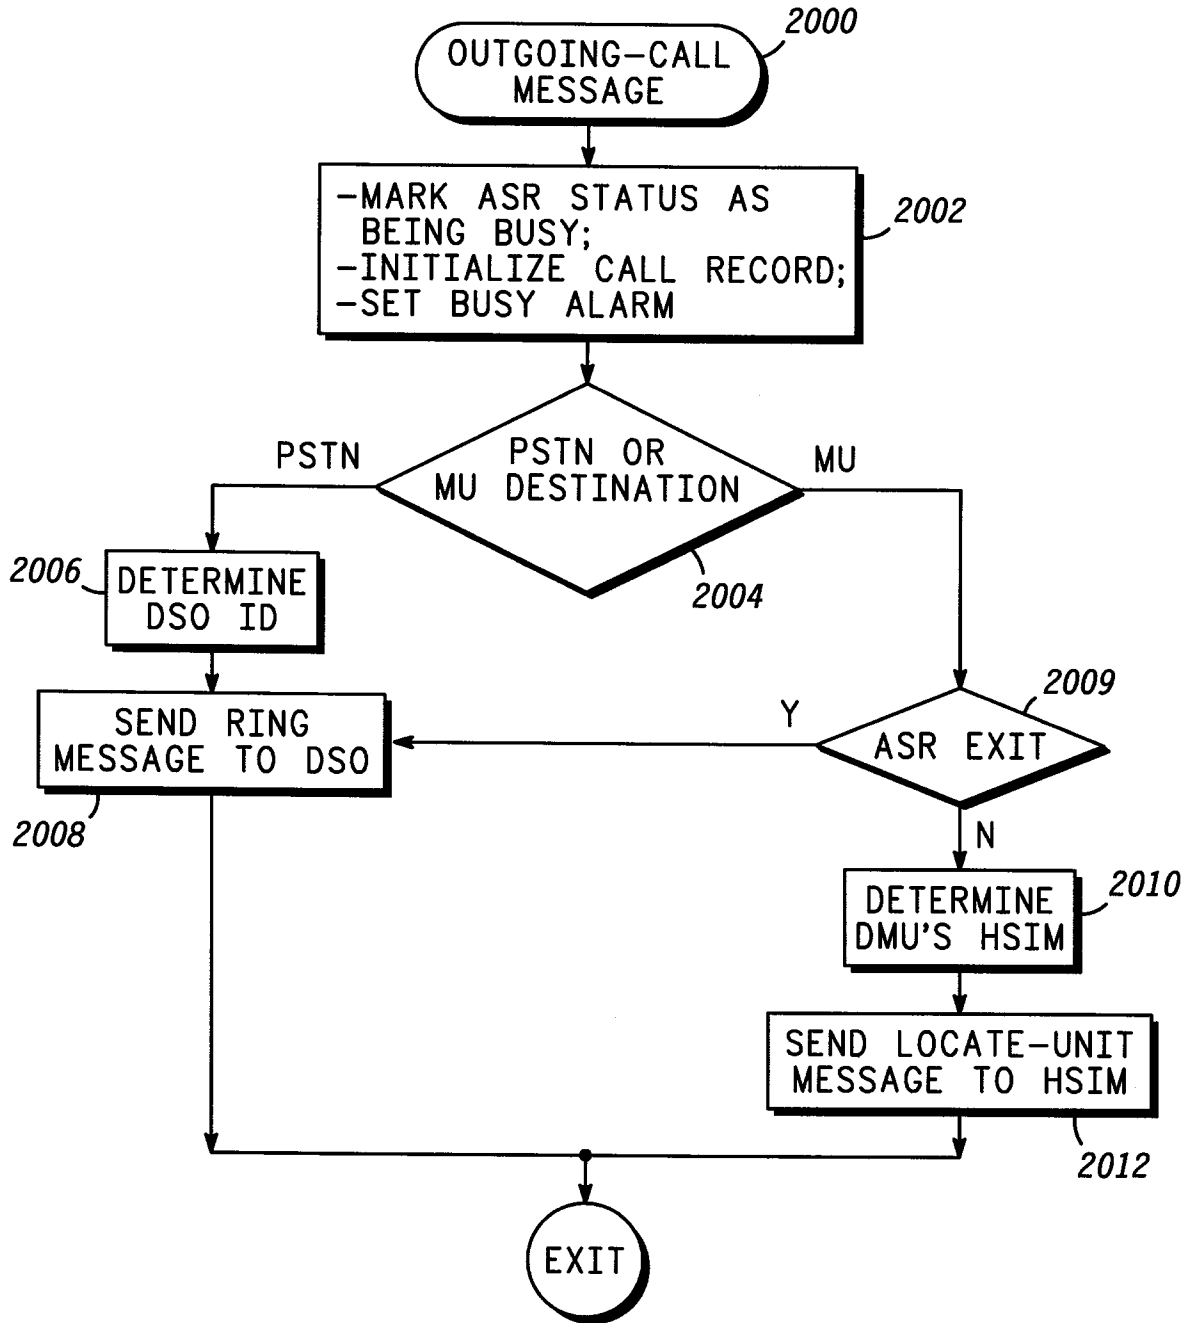 2000
OUTGOING-CALL
MESSAGE
-MARK ASR STATUS AS
BEING BUSY;
-INITIALIZE CALL RECORD;
-SET BUSY ALARM
2002
PSTN
PSTN OR
MU DESTINATION
MU
2004
2006
DETERMINE
DSO ID
SEND RING
MESSAGE TO DSO
2008
Y
ASR EXIT
2009
N
DETERMINE
DMU'S HSIM
2010
SEND LOCATE-UNIT
MESSAGE TO HSIM
2012
EXIT